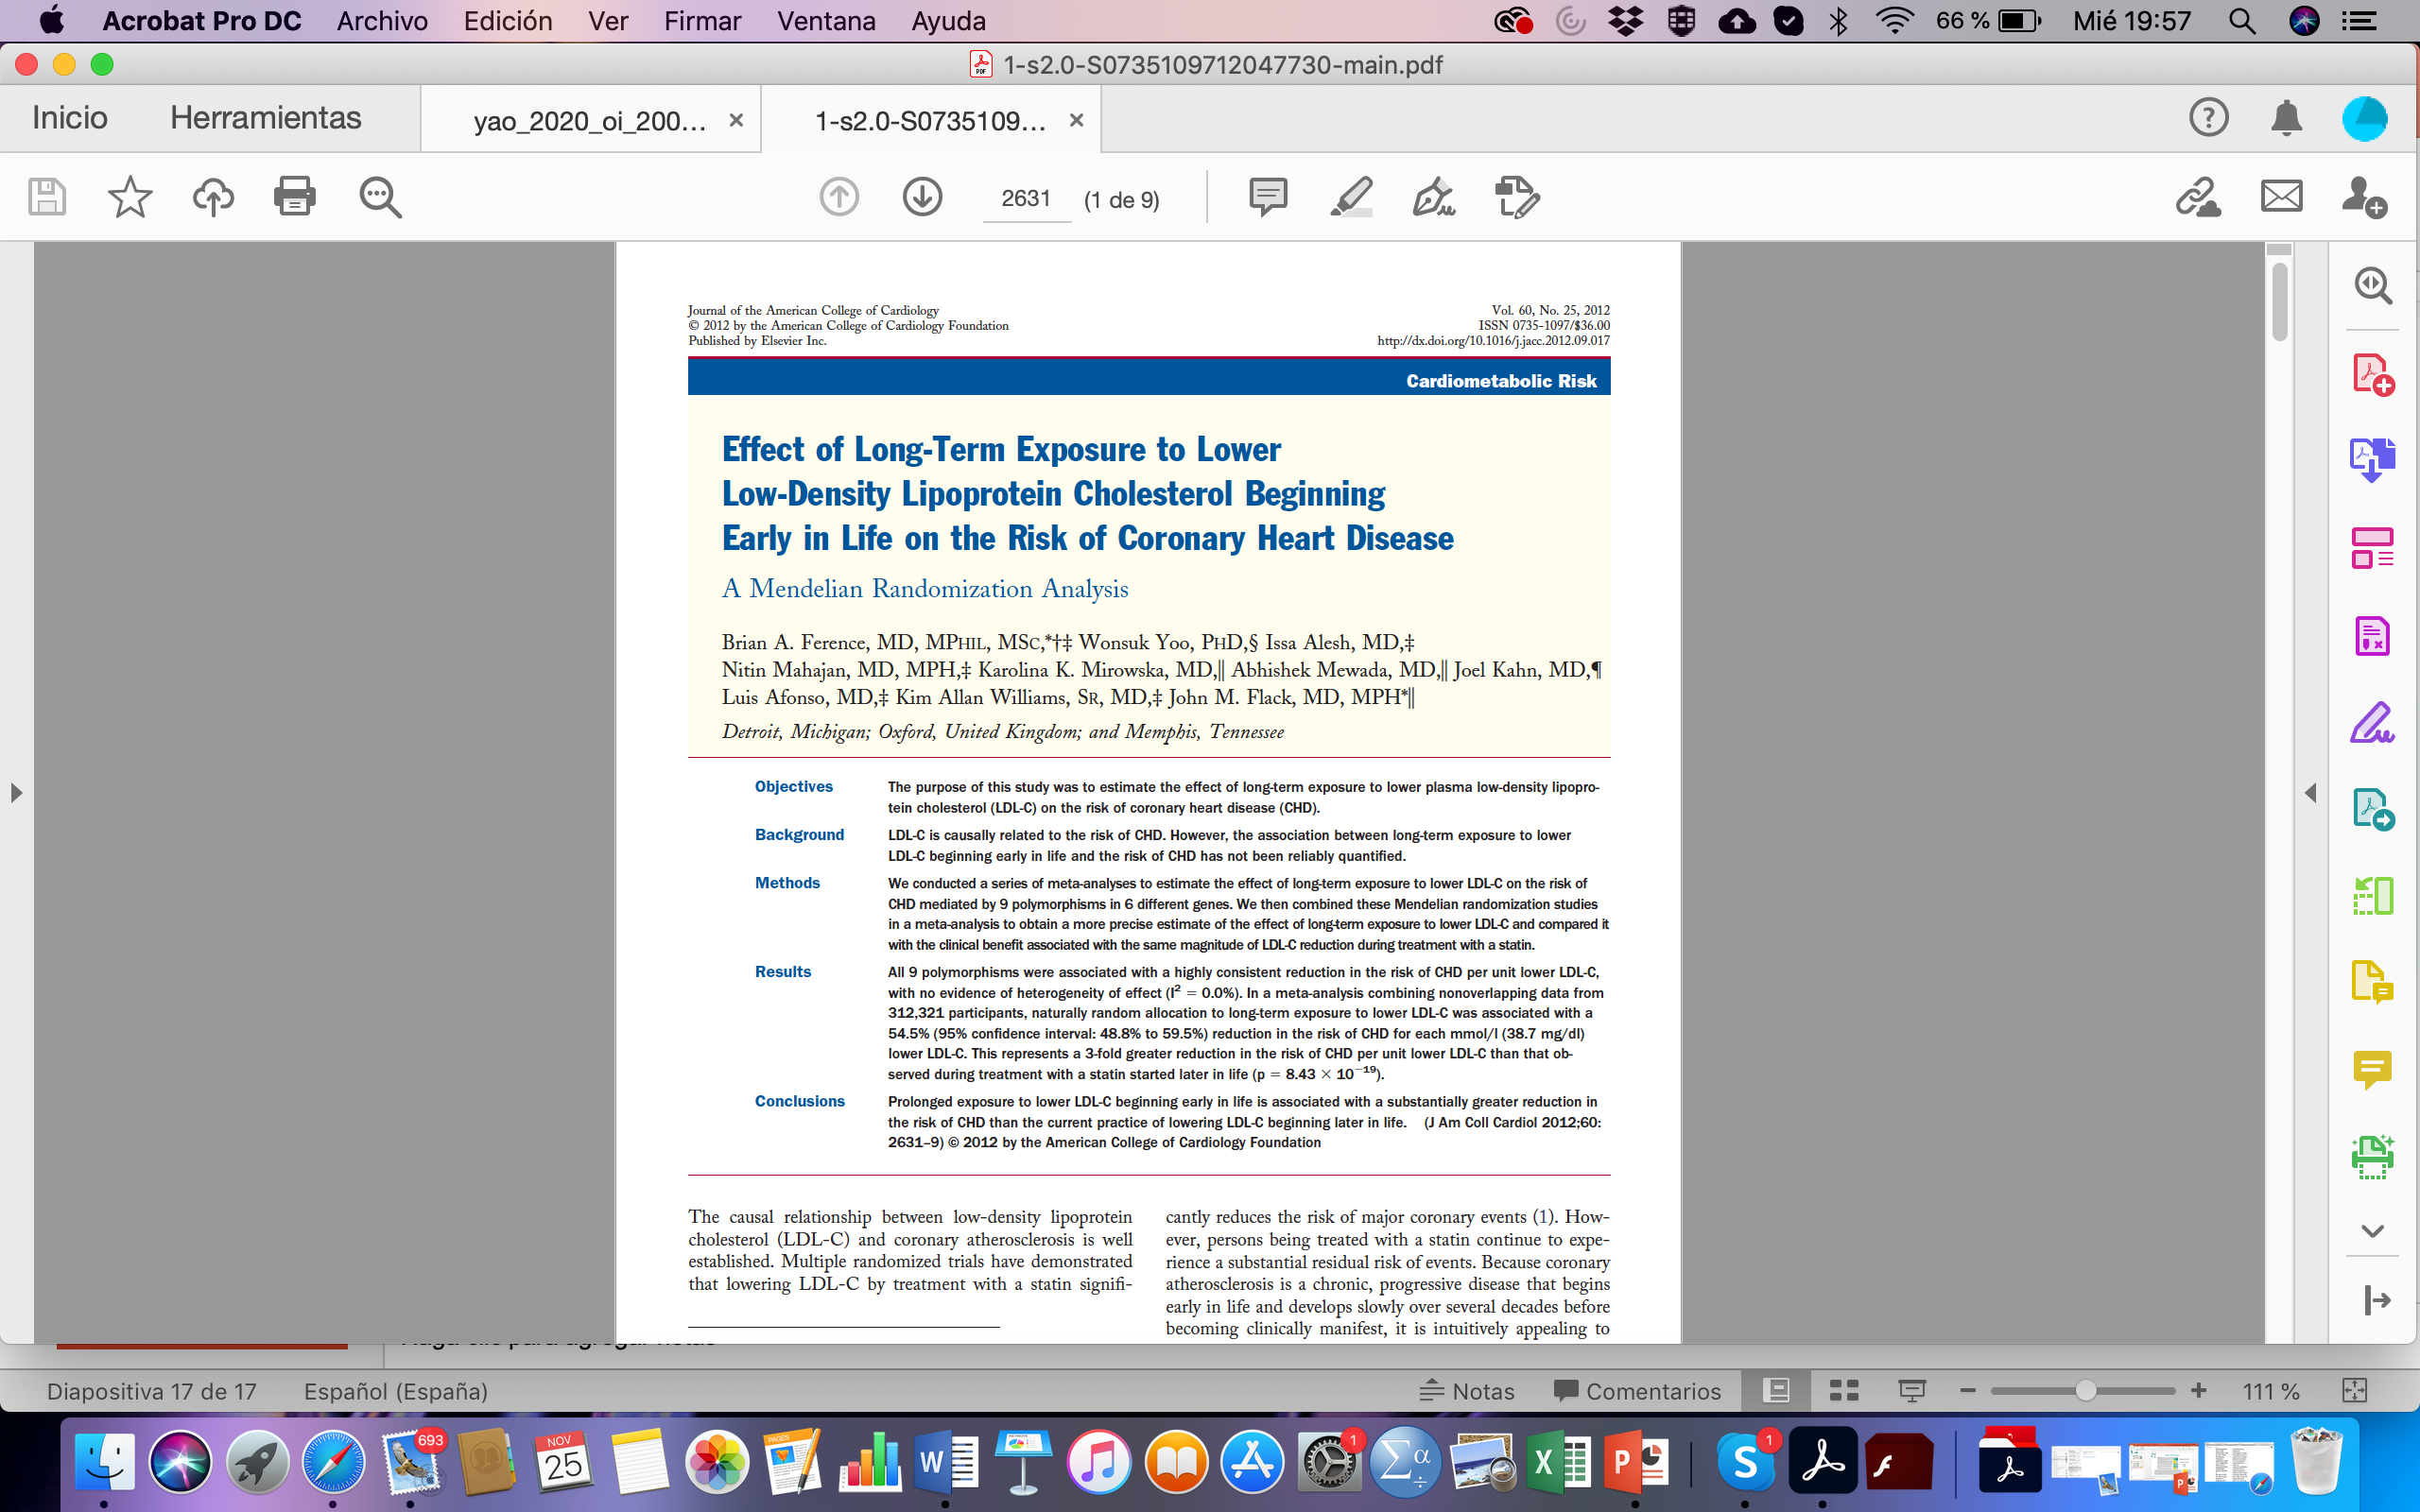 Acrobat Pro DC Archivo Edición Ver Firmar Ventana Ayuda 66 % Mié 19:57
1-s2.0-S0735109712047730-main.pdf
Inicio Herramientas yao_2020_oi_200... × 1-s2.0-S0735109... ×
2631 (1 de 9)
Journal of the American College of Cardiology Vol. 60, No. 25, 2012
© 2012 by the American College of Cardiology Foundation ISSN 0735-1097/$36.00
Published by Elsevier Inc. http://dx.doi.org/10.1016/j.jacc.2012.09.017
Cardiometabolic Risk
Effect of Long-Term Exposure to Lower
Low-Density Lipoprotein Cholesterol Beginning
Early in Life on the Risk of Coronary Heart Disease
A Mendelian Randomization Analysis
Brian A. Ference, MD, MPHIL, MSC,*†‡ Wonsuk Yoo, PHD,§ Issa Alesh, MD,‡
Nitin Mahajan, MD, MPH,‡ Karolina K. Mirowska, MD,‖ Abhishek Mewada, MD,‖ Joel Kahn, MD,¶
Luis Afonso, MD,‡ Kim Allan Williams, SR, MD,‡ John M. Flack, MD, MPH*‖
Detroit, Michigan; Oxford, United Kingdom; and Memphis, Tennessee
Objectives The purpose of this study was to estimate the effect of long-term exposure to lower plasma low-density lipopro-
tein cholesterol (LDL-C) on the risk of coronary heart disease (CHD).
Background LDL-C is causally related to the risk of CHD. However, the association between long-term exposure to lower
LDL-C beginning early in life and the risk of CHD has not been reliably quantified.
Methods We conducted a series of meta-analyses to estimate the effect of long-term exposure to lower LDL-C on the risk of
CHD mediated by 9 polymorphisms in 6 different genes. We then combined these Mendelian randomization studies
in a meta-analysis to obtain a more precise estimate of the effect of long-term exposure to lower LDL-C and compared it
with the clinical benefit associated with the same magnitude of LDL-C reduction during treatment with a statin.
Results All 9 polymorphisms were associated with a highly consistent reduction in the risk of CHD per unit lower LDL-C,
with no evidence of heterogeneity of effect (I² = 0.0%). In a meta-analysis combining nonoverlapping data from
312,321 participants, naturally random allocation to long-term exposure to lower LDL-C was associated with a
54.5% (95% confidence interval: 48.8% to 59.5%) reduction in the risk of CHD for each mmol/l (38.7 mg/dl)
lower LDL-C. This represents a 3-fold greater reduction in the risk of CHD per unit lower LDL-C than that ob-
served during treatment with a statin started later in life (p = 8.43 × 10⁻¹⁹).
Conclusions Prolonged exposure to lower LDL-C beginning early in life is associated with a substantially greater reduction in
the risk of CHD than the current practice of lowering LDL-C beginning later in life. (J Am Coll Cardiol 2012;60:
2631–9) © 2012 by the American College of Cardiology Foundation
The causal relationship between low-density lipoprotein
cholesterol (LDL-C) and coronary atherosclerosis is well
established. Multiple randomized trials have demonstrated
that lowering LDL-C by treatment with a statin signifi-
cantly reduces the risk of major coronary events (1). How-
ever, persons being treated with a statin continue to expe-
rience a substantial residual risk of events. Because coronary
atherosclerosis is a chronic, progressive disease that begins
early in life and develops slowly over several decades before
becoming clinically manifest, it is intuitively appealing to
Diapositiva 17 de 17 Español (España) Notas Comentarios 111 %
693
NOV
25
PAGES
1
1